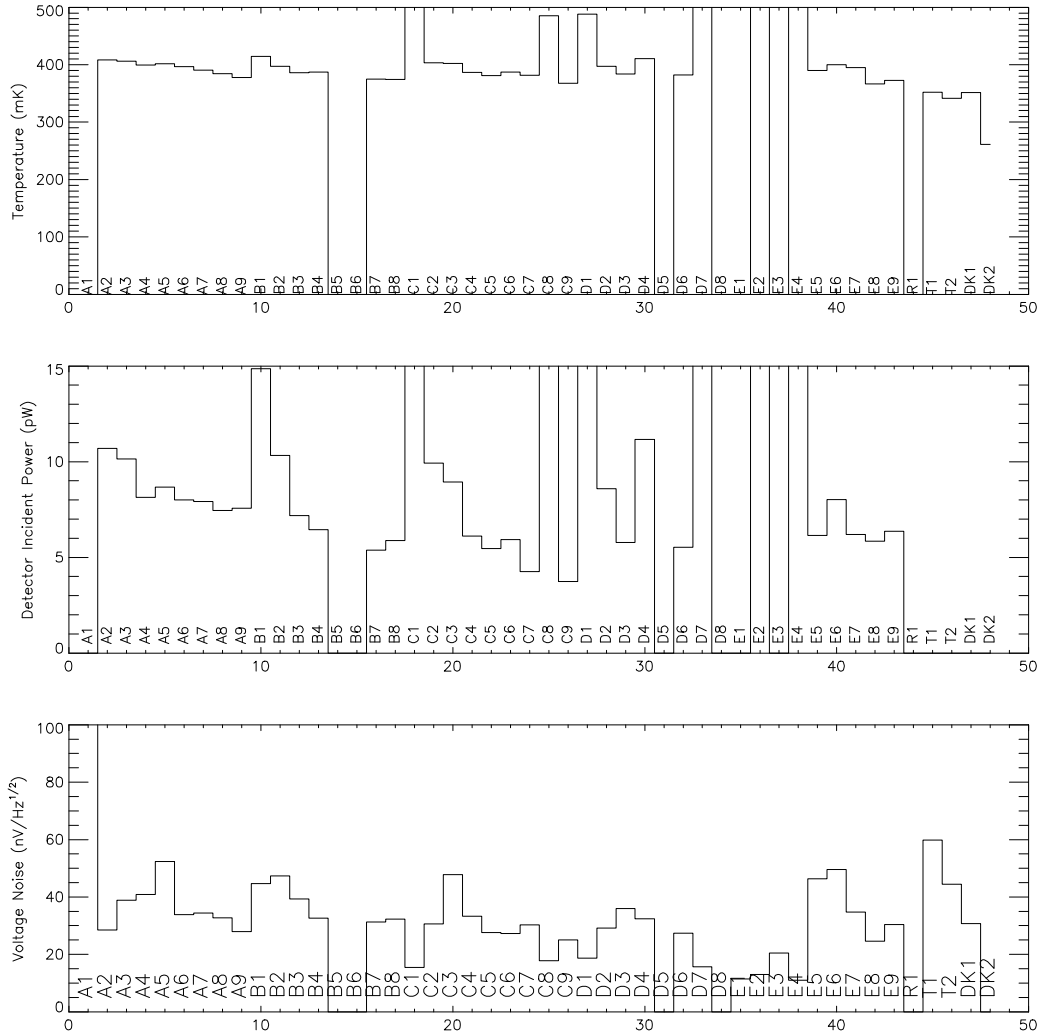 500
400
300
200
100
0
Temperature (mK)
A1 A2 A3 A4 A5 A6 A7 A8 A9 B1 B2 B3 B4 B5 B6 B7 B8 C1 C2 C3 C4 C5 C6 C7 C8 C9 D1 D2 D3 D4 D5 D6 D7 D8 E1 E2 E3 E4 E5 E6 E7 E8 E9 R1 T1 T2 DK1 DK2
0 10 20 30 40 50
15
10
5
0
Detector Incident Power (pW)
A1 A2 A3 A4 A5 A6 A7 A8 A9 B1 B2 B3 B4 B5 B6 B7 B8 C1 C2 C3 C4 C5 C6 C7 C8 C9 D1 D2 D3 D4 D5 D6 D7 D8 E1 E2 E3 E4 E5 E6 E7 E8 E9 R1 T1 T2 DK1 DK2
0 10 20 30 40 50
100
80
60
40
20
0
Voltage Noise (nV/Hz^1/2)
A1 A2 A3 A4 A5 A6 A7 A8 A9 B1 B2 B3 B4 B5 B6 B7 B8 C1 C2 C3 C4 C5 C6 C7 C8 C9 D1 D2 D3 D4 D5 D6 D7 D8 E1 E2 E3 E4 E5 E6 E7 E8 E9 R1 T1 T2 DK1 DK2
0 10 20 30 40 50